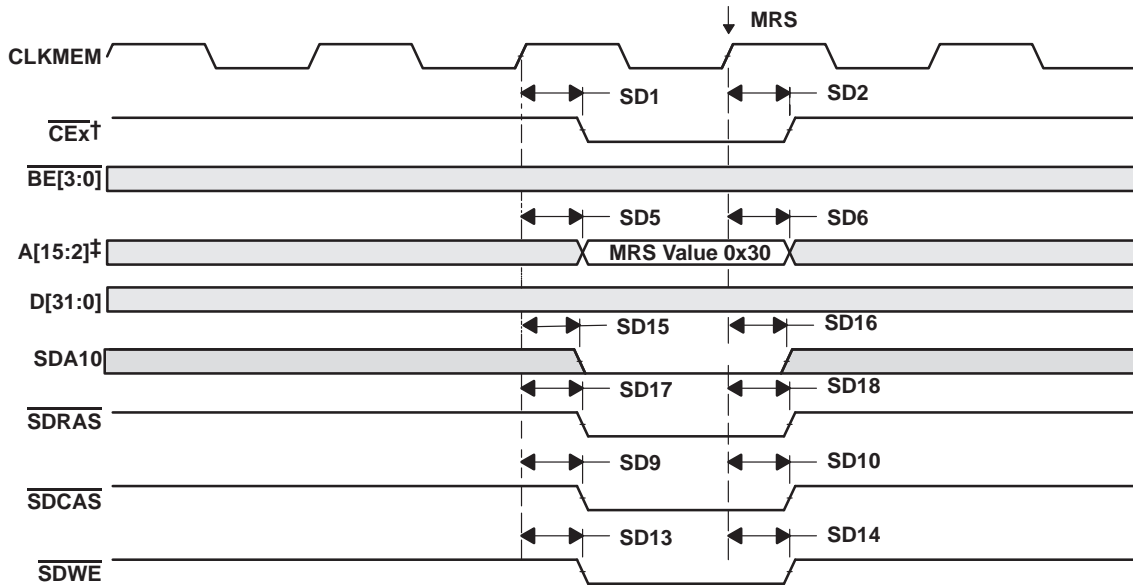 MRS
CLKMEM
SD1 SD2
CEx†
BE[3:0]
SD5 SD6
A[15:2]‡ MRS Value 0x30
D[31:0]
SD15 SD16
SDA10
SD17 SD18
SDRAS
SD9 SD10
SDCAS
SD13 SD14
SDWE